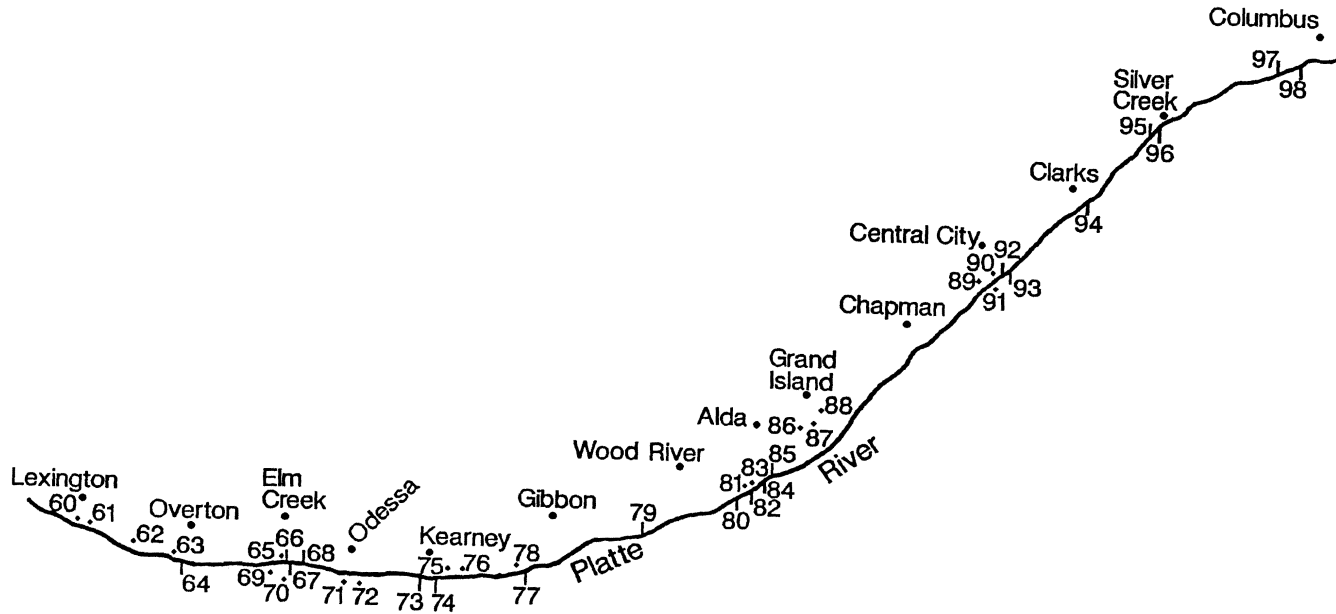 Columbus
97
98
Silver
Creek
95
96
Clarks
94
Central City
92
90
89
93
91
Chapman
Grand
Island
88
Alda
86
87
85
Wood River
River
83
81
84
82
80
Lexington
60
61
Elm
Creek
Odessa
Overton
Gibbon
79
62
63
66
65
68
Kearney
75
76
78
Platte
64
69
67
70
71
72
73
74
77